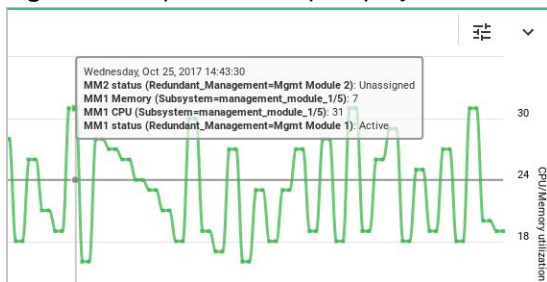 Wednesday, Oct 25, 2017 14:43:30
MM2 status (Redundant_Management=Mgmt Module 2): Unassigned
MM1 Memory (Subsystem=management_module_1/5): 7
MM1 CPU (Subsystem=management_module_1/5): 31
MM1 status (Redundant_Management=Mgmt Module 1): Active
30
24
18
CPU/Memory utilization